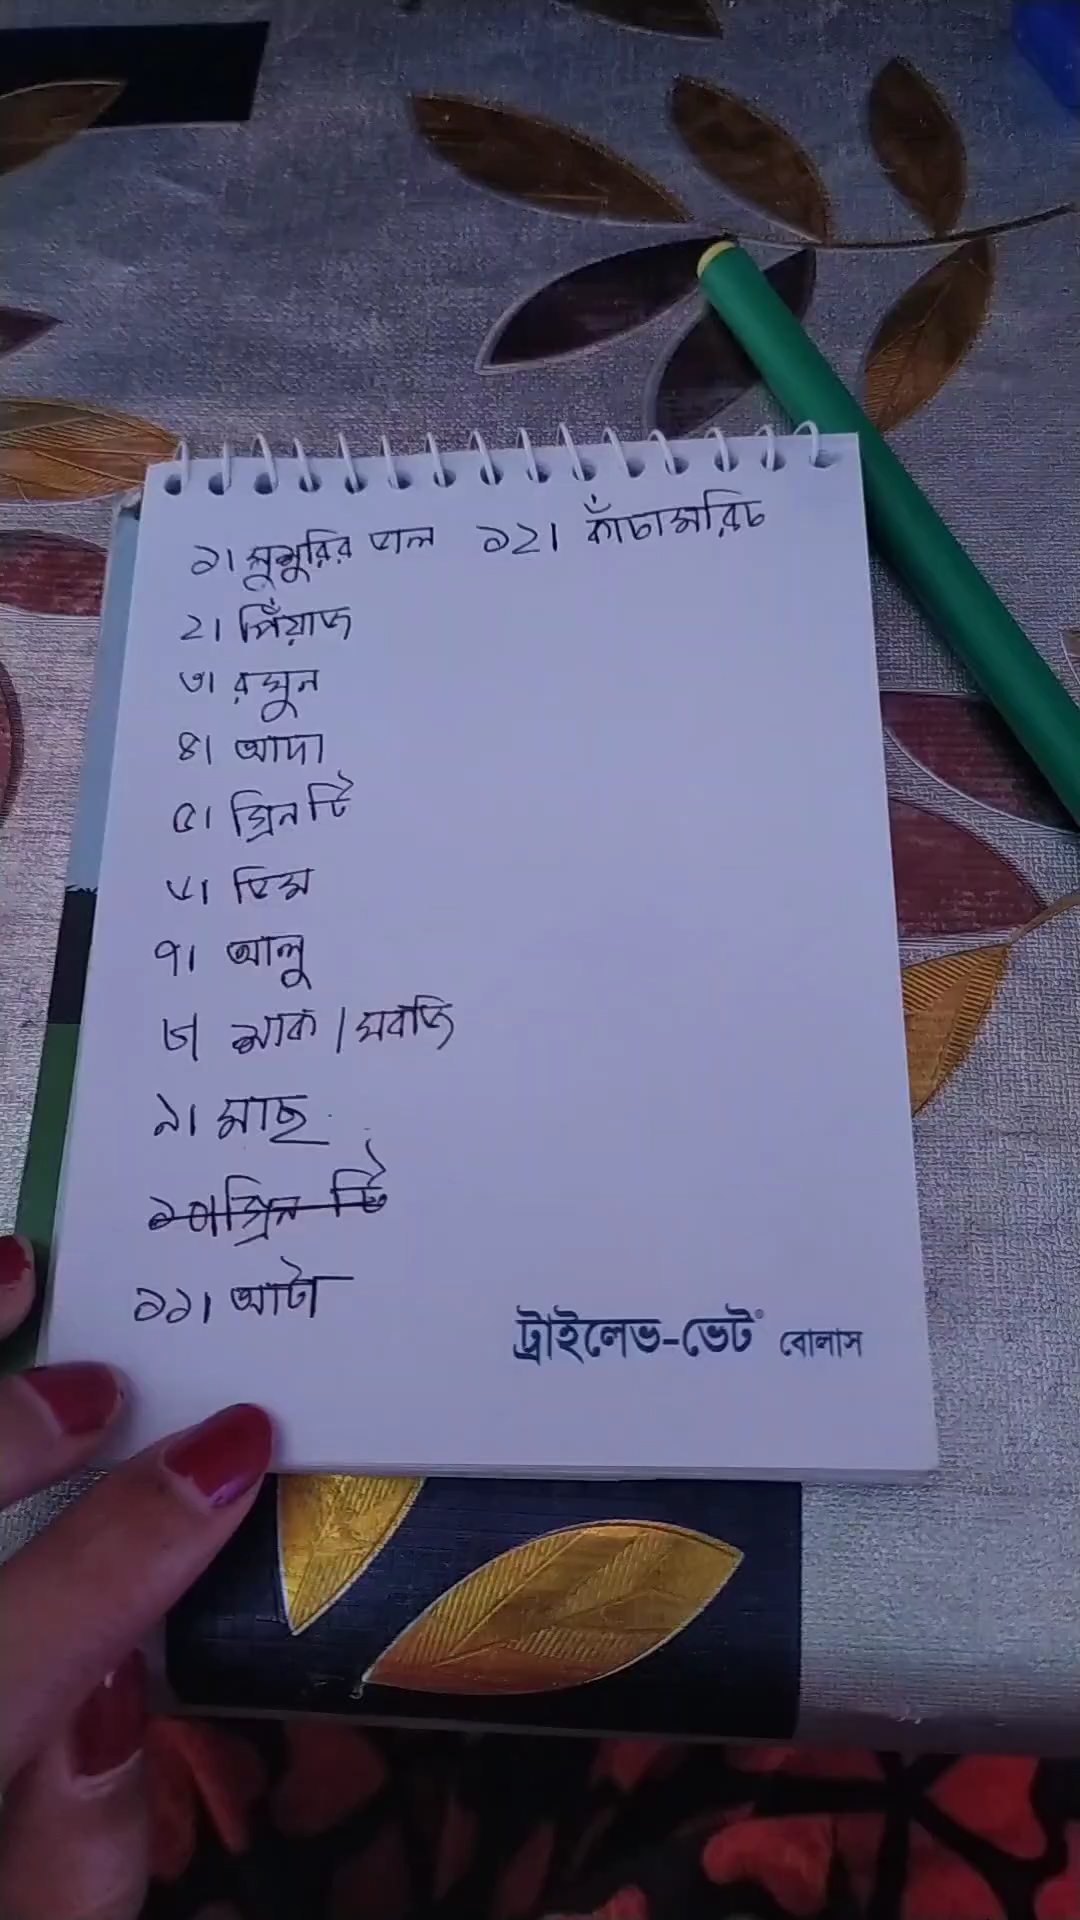 ১। মুসুরির ডাল ১২। কাঁচামরিচ
২। পিঁয়াজ
৩। রসুন
৪। আদা
৫। গ্রিন টি
৬। ডিম
৭। আলু
৮। শাক / সবজি
৯। মাছ
১০। গ্রিন টি
১১। আটা
ট্রাইলেভ-ভেট® বোলাস